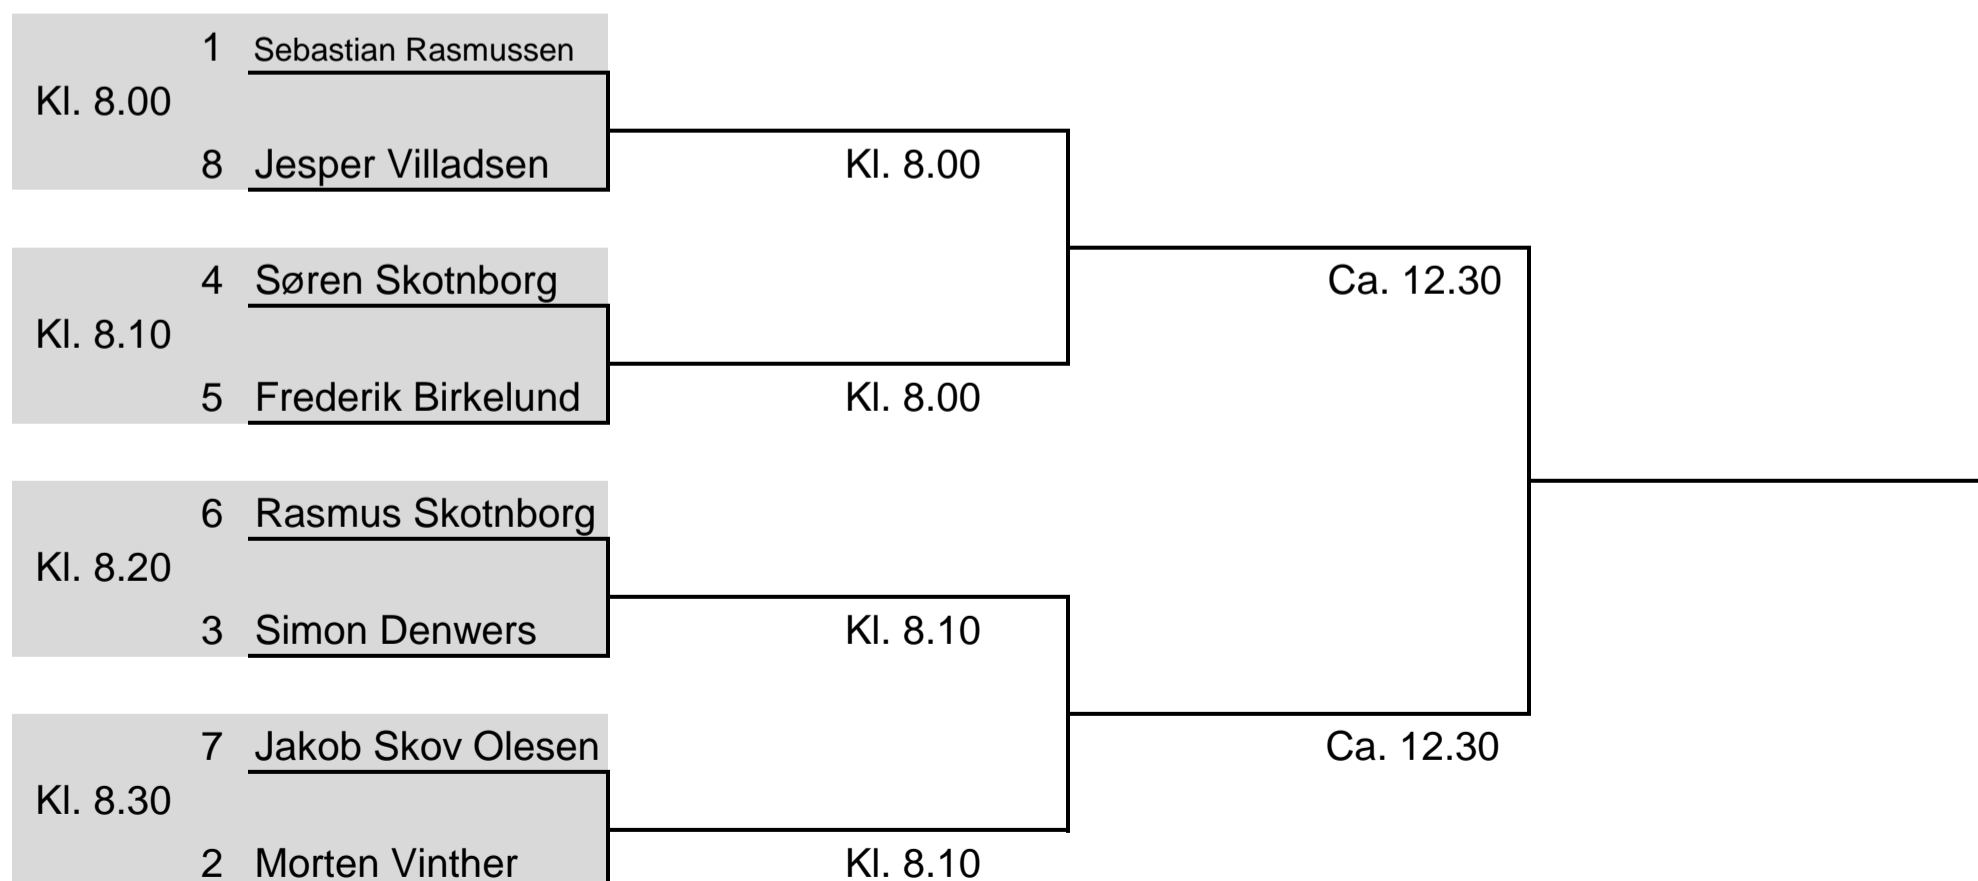 1 Sebastian Rasmussen
Kl. 8.00
8 Jesper Villadsen
Kl. 8.00
4 Søren Skotnborg
Ca. 12.30
Kl. 8.10
5 Frederik Birkelund
Kl. 8.00
6 Rasmus Skotnborg
Kl. 8.20
3 Simon Denwers
Kl. 8.10
7 Jakob Skov Olesen
Ca. 12.30
Kl. 8.30
2 Morten Vinther
Kl. 8.10